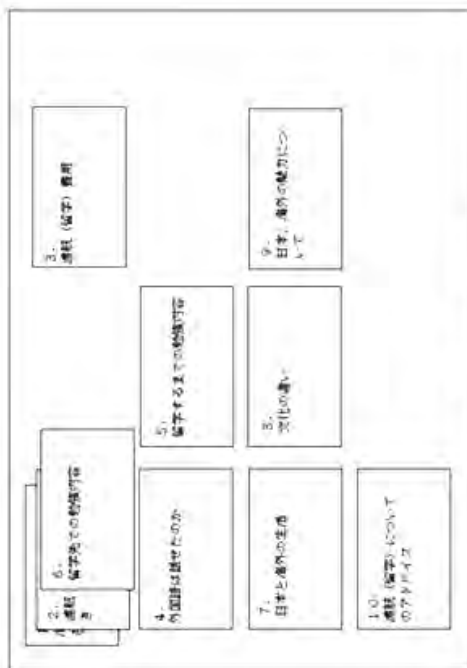 2.
渡航
き
6.
留学先での勉強内容
3.
渡航（留学）費用
4.
外国語は話せたのか
5.
留学するまでの勉強内容
7.
日本と海外の生活
8.
文化の違い
9.
日本、海外の魅力につ
いて
10.
渡航（留学）について
のアドバイス